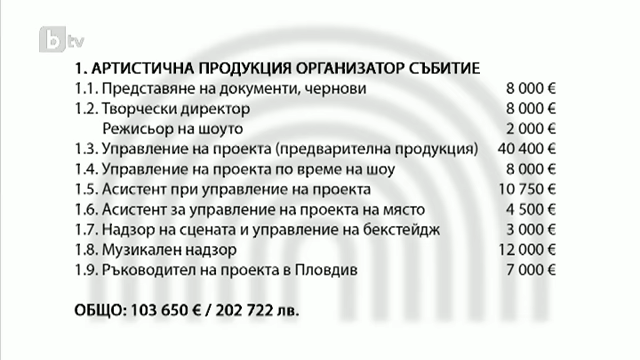 btv
1. АРТИСТИЧНА ПРОДУКЦИЯ ОРГАНИЗАТОР СЪБИТИЕ
1.1. Представяне на документи, чернови 8 000 €
1.2. Творчески директор 8 000 €
Режисьор на шоуто 2 000 €
1.3. Управление на проекта (предварителна продукция) 40 400 €
1.4. Управление на проекта по време на шоу 8 000 €
1.5. Асистент при управление на проекта 10 750 €
1.6. Асистент за управление на проекта на място 4 500 €
1.7. Надзор на сцената и управление на бекстейдж 3 000 €
1.8. Музикален надзор 12 000 €
1.9. Ръководител на проекта в Пловдив 7 000 €
ОБЩО: 103 650 € / 202 722 лв.